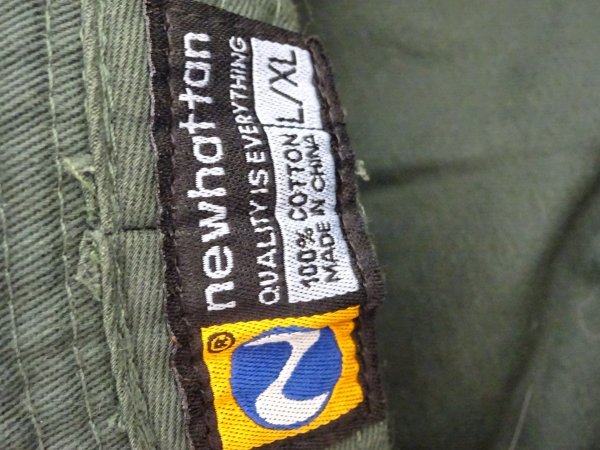 newhattan
QUALITY IS EVERYTHING
100% COTTON
MADE IN CHINA
L/XL
®